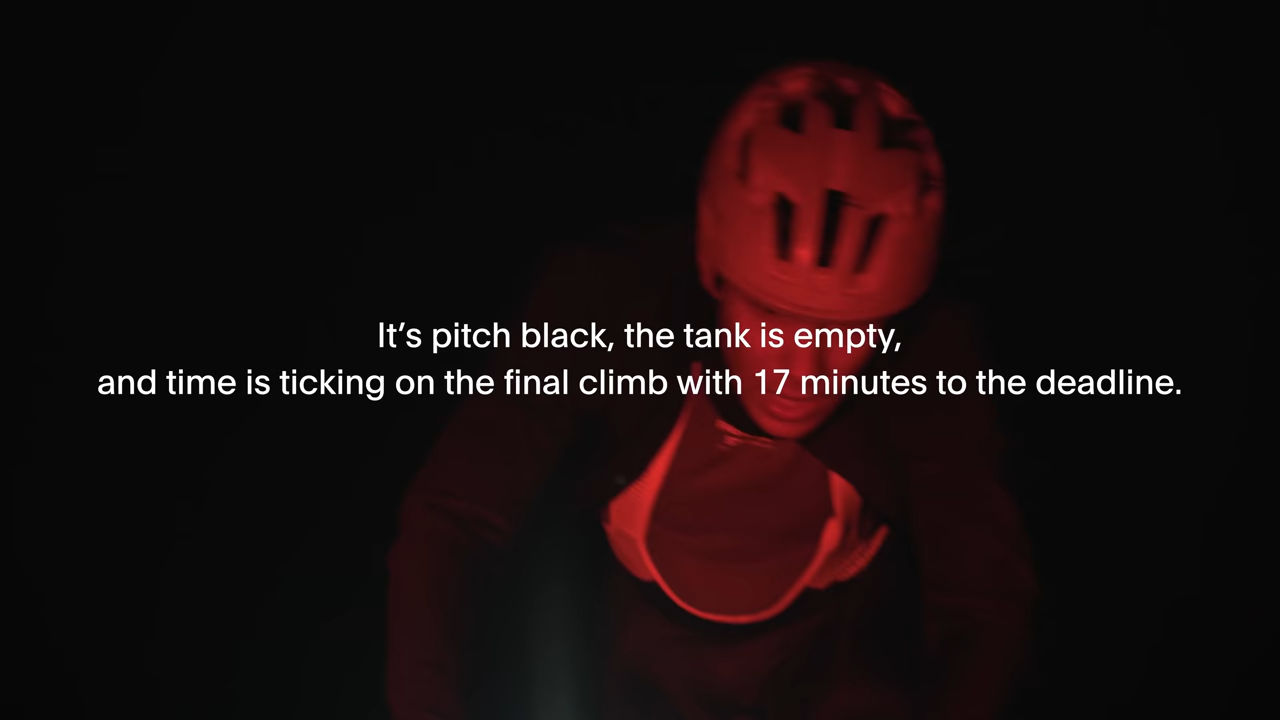 It’s pitch black, the tank is empty,
and time is ticking on the final climb with 17 minutes to the deadline.